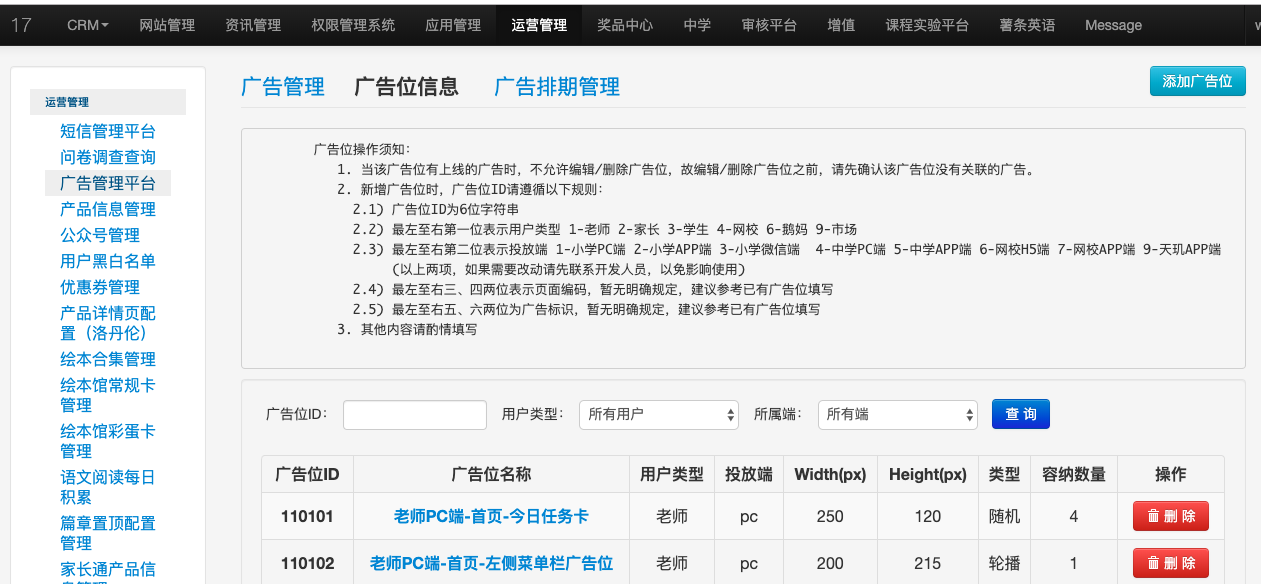 17 CRM 网站管理 资讯管理 权限管理系统 应用管理 运营管理 奖品中心 中学 审核平台 增值 课程实验平台 薯条英语 Message
运营管理
短信管理平台
问卷调查查询
广告管理平台
产品信息管理
公众号管理
用户黑白名单
优惠券管理
产品详情页配
置（洛丹伦）
绘本合集管理
绘本馆常规卡
管理
绘本馆彩蛋卡
管理
语文阅读每日
积累
篇章置顶配置
管理
家长通产品信
广告管理 广告位信息 广告排期管理
添加广告位
广告位操作须知：
1. 当该广告位有上线的广告时，不允许编辑/删除广告位，故编辑/删除广告位之前，请先确认该广告位没有关联的广告。
2. 新增广告位时，广告位ID请遵循以下规则：
2.1) 广告位ID为6位字符串
2.2) 最左至右第一位表示用户类型 1-老师 2-家长 3-学生 4-网校 6-鹅妈 9-市场
2.3) 最左至右第二位表示投放端 1-小学PC端 2-小学APP端 3-小学微信端 4-中学PC端 5-中学APP端 6-网校H5端 7-网校APP端 9-天玑APP端
(以上两项，如果需要改动请先联系开发人员，以免影响使用)
2.4) 最左至右三、四两位表示页面编码，暂无明确规定，建议参考已有广告位填写
2.5) 最左至右五、六两位为广告标识，暂无明确规定，建议参考已有广告位填写
3. 其他内容请酌情填写
广告位ID： 用户类型： 所有用户 所属端： 所有端 查 询
广告位ID 广告位名称 用户类型 投放端 Width(px) Height(px) 类型 容纳数量 操作
110101 老师PC端-首页-今日任务卡 老师 pc 250 120 随机 4 删 除
110102 老师PC端-首页-左侧菜单栏广告位 老师 pc 200 215 轮播 1 删 除